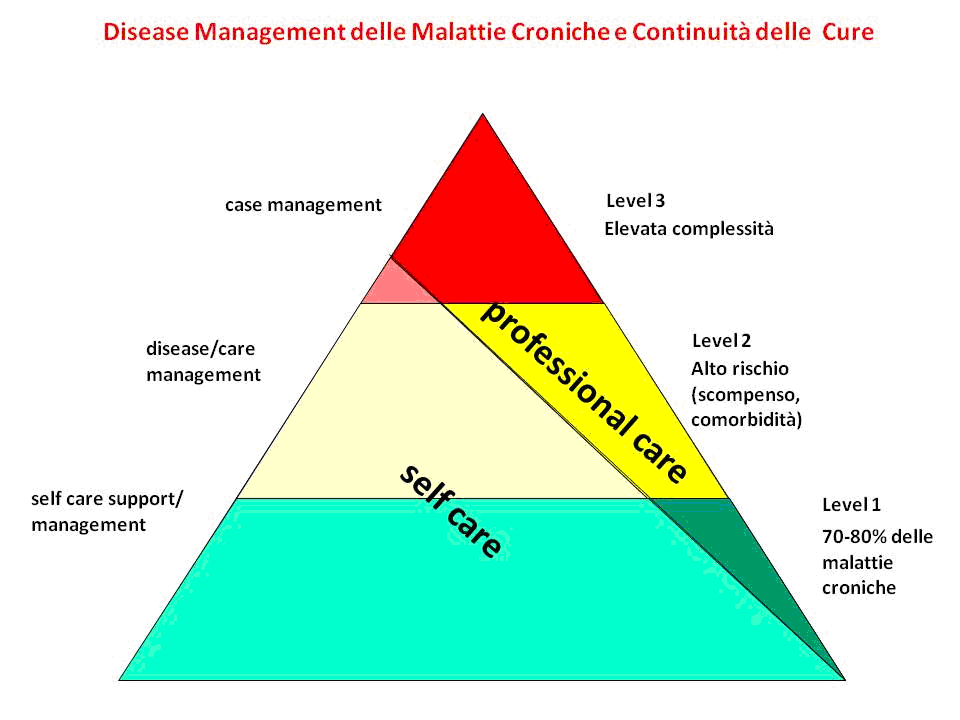 Disease Management delle Malattie Croniche e Continuità delle Cure
case management
Level 3
Elevata complessità
disease/care
management
professional care
Level 2
Alto rischio
(scompenso,
comorbidità)
self care support/
management
self care
Level 1
70-80% delle
malattie
croniche